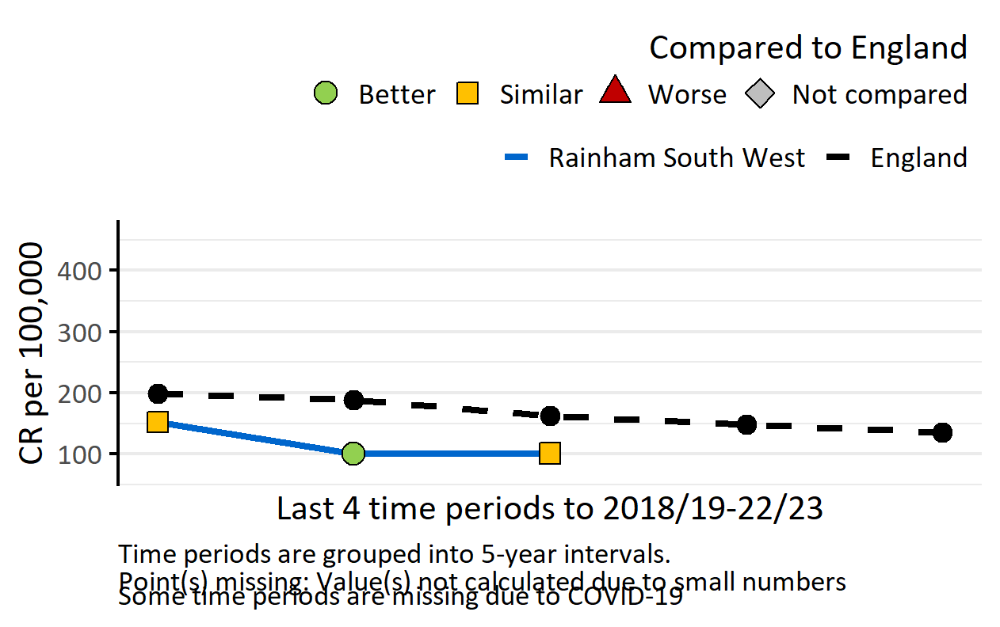 Compared to England
Better Similar Worse Not compared
Rainham South West England
CR per 100,000
400
300
200
100
Last 4 time periods to 2018/19-22/23
Time periods are grouped into 5-year intervals.
Point(s) missing: Value(s) not calculated due to small numbers
Some time periods are missing due to COVID-19